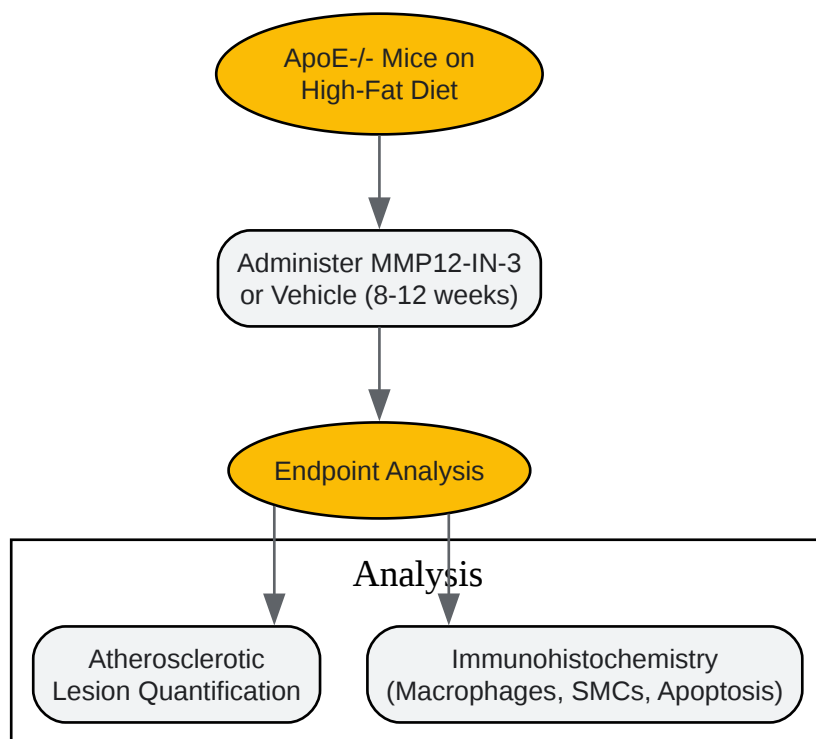 ApoE-/- Mice on
High-Fat Diet
Administer MMP12-IN-3
or Vehicle (8-12 weeks)
Endpoint Analysis
Analysis
Atherosclerotic
Lesion Quantification
Immunohistochemistry
(Macrophages, SMCs, Apoptosis)